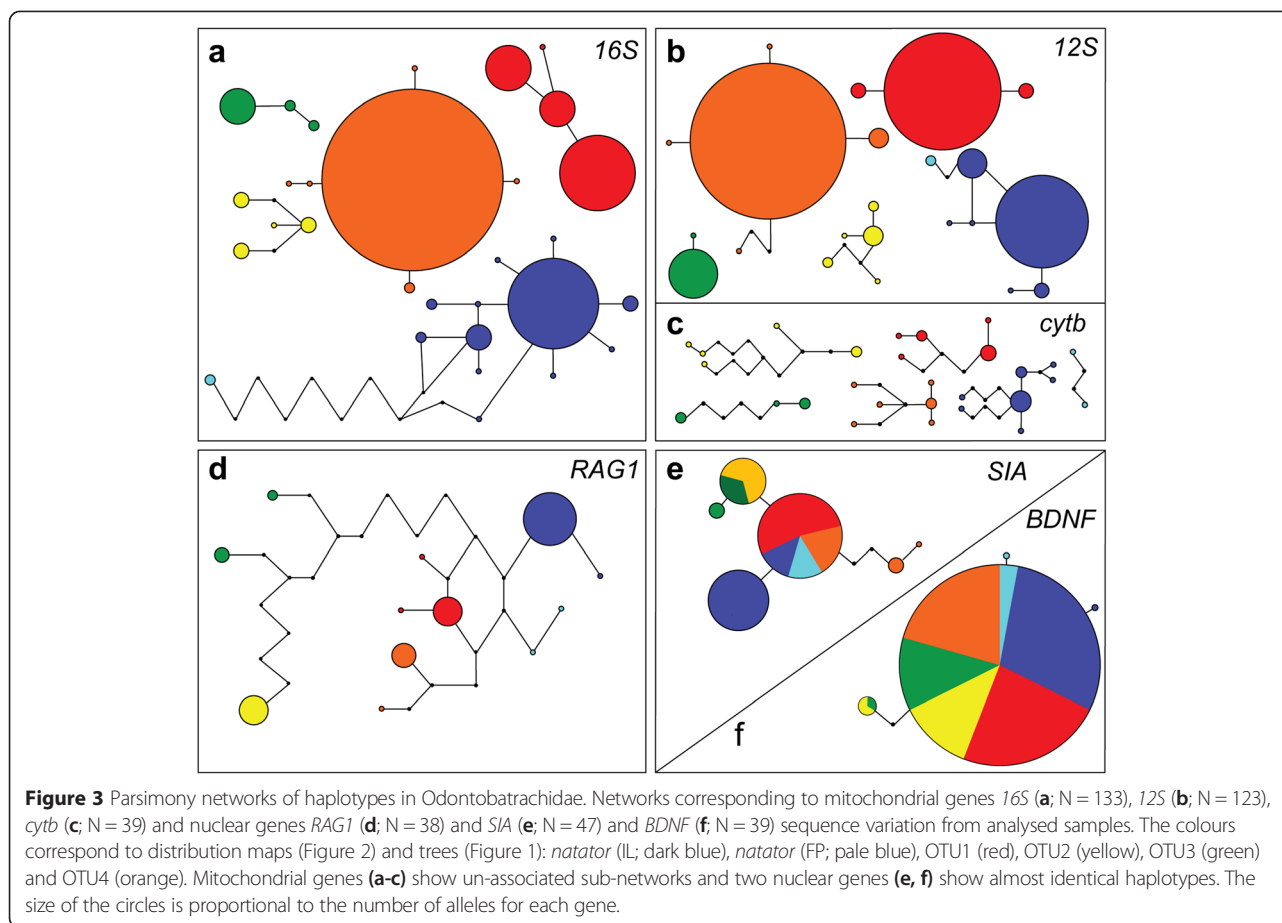 a
16S
b
12S
c
cytb
d
RAG1
e
SIA
BDNF
f
Figure 3 Parsimony networks of haplotypes in Odontobatrachidae. Networks corresponding to mitochondrial genes 16S (a; N = 133), 12S (b; N = 123),
cytb (c; N = 39) and nuclear genes RAG1 (d; N = 38) and SIA (e; N = 47) and BDNF (f; N = 39) sequence variation from analysed samples. The colours
correspond to distribution maps (Figure 2) and trees (Figure 1): natator (IL; dark blue), natator (FP; pale blue), OTU1 (red), OTU2 (yellow), OTU3 (green)
and OTU4 (orange). Mitochondrial genes (a-c) show un-associated sub-networks and two nuclear genes (e, f) show almost identical haplotypes. The
size of the circles is proportional to the number of alleles for each gene.